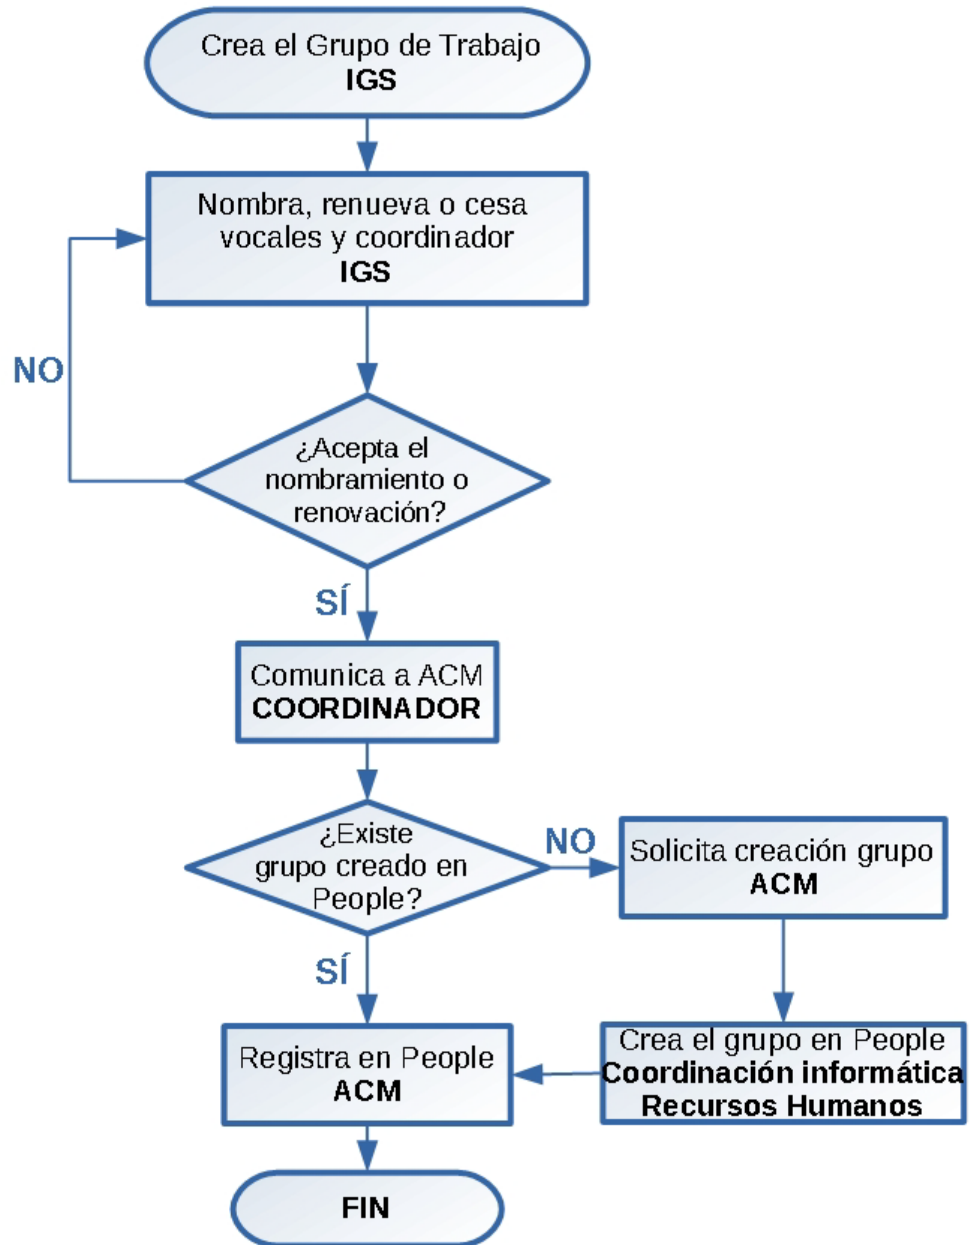 Crea el Grupo de Trabajo
IGS
Nombra, renueva o cesa
vocales y coordinador
IGS
NO
¿Acepta el
nombramiento o
renovación?
SÍ
Comunica a ACM
COORDINADOR
¿Existe
grupo creado en
People?
NO
Solicita creación grupo
ACM
SÍ
Registra en People
ACM
Crea el grupo en People
Coordinación informática
Recursos Humanos
FIN